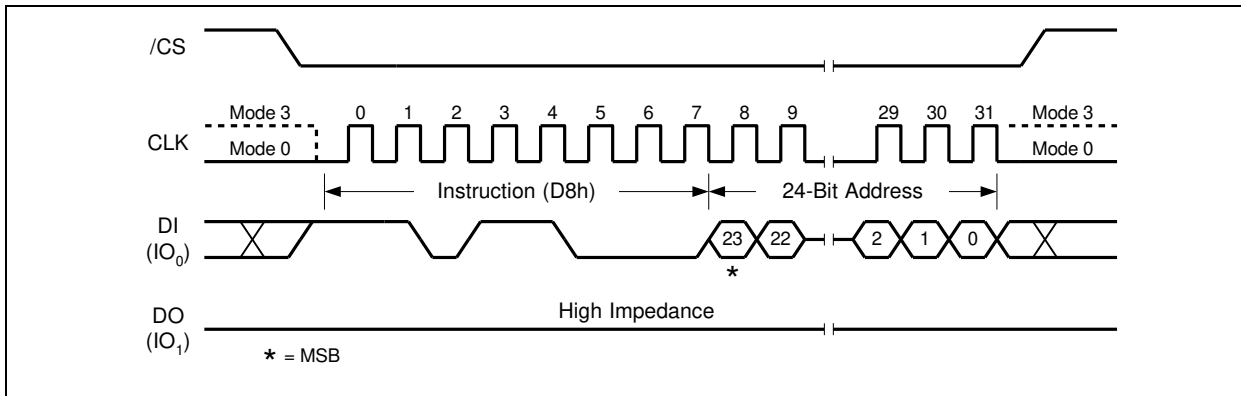 /CS
Mode 3 0 1 2 3 4 5 6 7 8 9 29 30 31 Mode 3
CLK
Mode 0 Mode 0
Instruction (D8h) 24-Bit Address
DI
(IO0) 23 22 2 1 0
*
High Impedance
DO
(IO1)
* = MSB